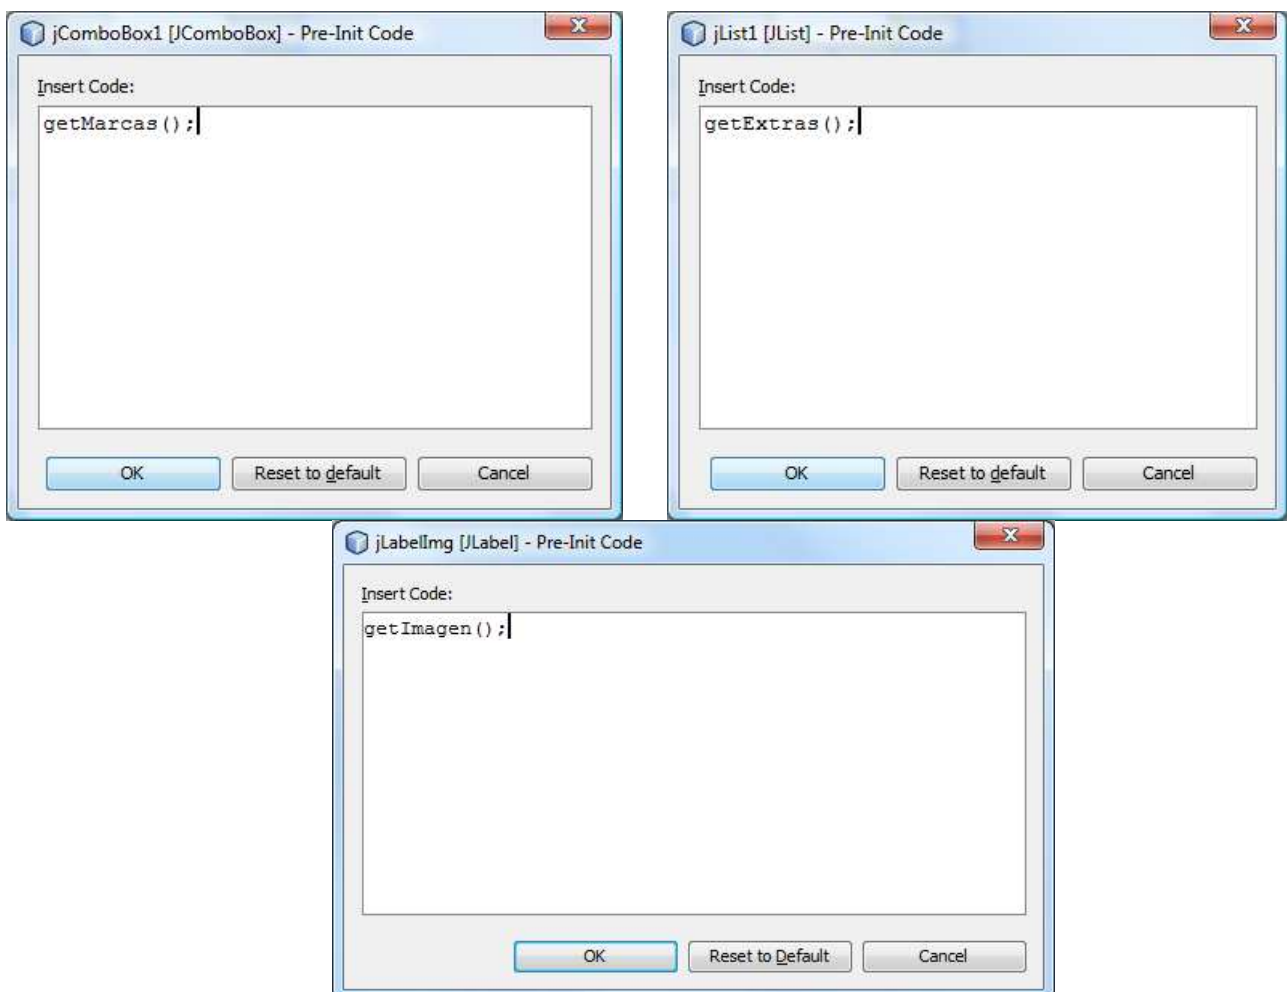 jComboBox1 [JComboBox] - Pre-Init Code
Insert Code:
getMarcas();
OK
Reset to default
Cancel
jList1 [JList] - Pre-Init Code
Insert Code:
getExtras();
OK
Reset to default
Cancel
jLabelImg [JLabel] - Pre-Init Code
Insert Code:
getImagen();
OK
Reset to Default
Cancel